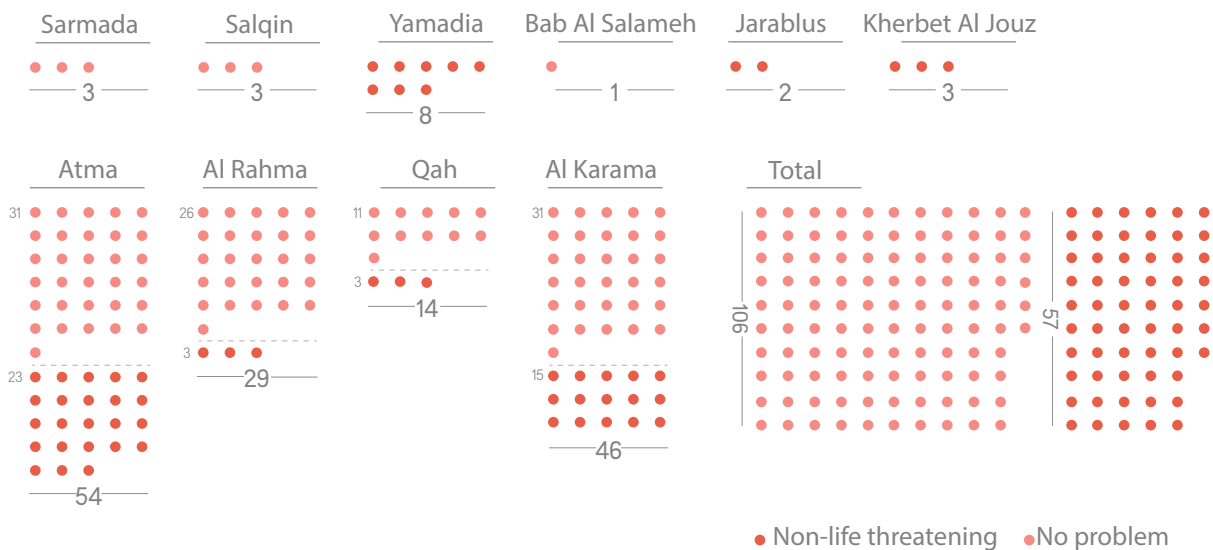 Sarmada
Salqin
Yamadia
Bab Al Salameh
Jarablus
Kherbet Al Jouz
3
3
8
1
2
3
Atma
Al Rahma
Qah
Al Karama
Total
31
23
54
26
3
29
11
3
14
31
15
46
106
57
Non-life threatening
No problem